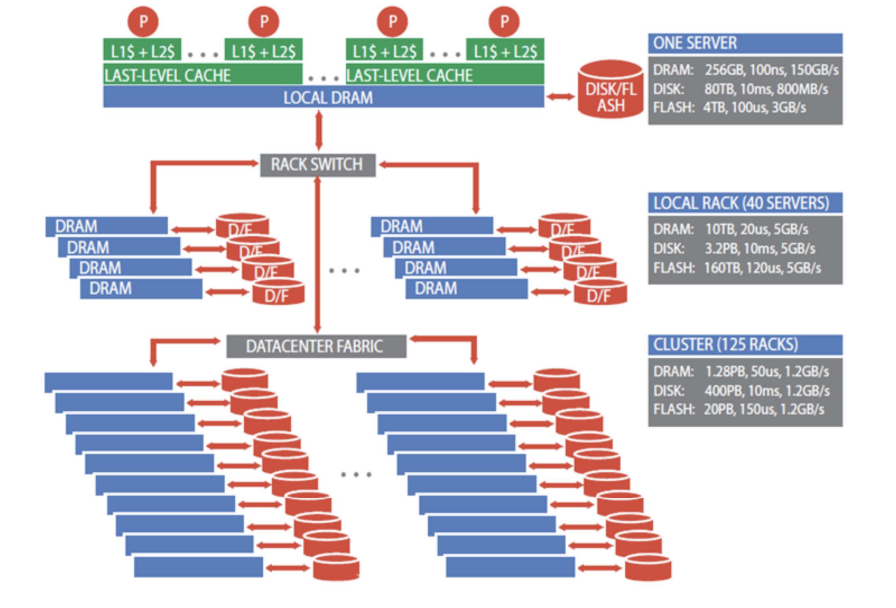 P P P P
L1$ + L2$ ... L1$ + L2$ L1$ + L2$ ... L1$ + L2$
LAST-LEVEL CACHE ... LAST-LEVEL CACHE
LOCAL DRAM
DISK/FL
ASH
ONE SERVER
DRAM: 256GB, 100ns, 150GB/s
DISK: 80TB, 10ms, 800MB/s
FLASH: 4TB, 100us, 3GB/s
RACK SWITCH
DRAM D/F
DRAM D/F
DRAM D/F
DRAM D/F
...
DRAM D/F
DRAM D/F
DRAM D/F
DRAM D/F
LOCAL RACK (40 SERVERS)
DRAM: 10TB, 20us, 5GB/s
DISK: 3.2PB, 10ms, 5GB/s
FLASH: 160TB, 120us, 5GB/s
DATACENTER FABRIC
...
CLUSTER (125 RACKS)
DRAM: 1.28PB, 50us, 1.2GB/s
DISK: 400PB, 10ms, 1.2GB/s
FLASH: 20PB, 150us, 1.2GB/s